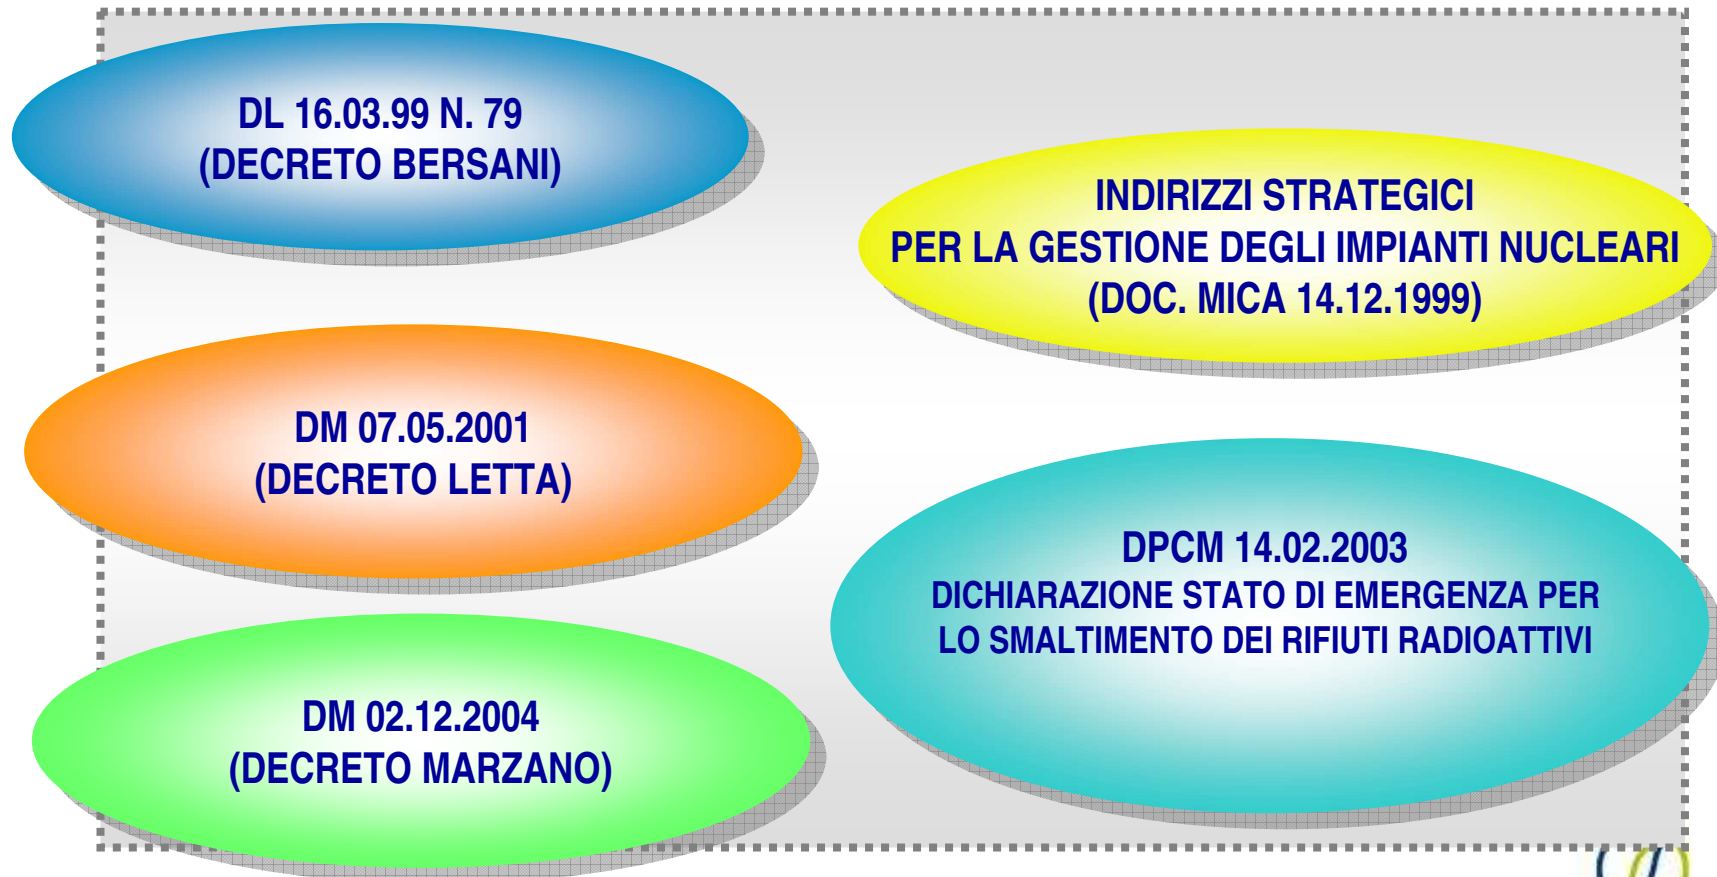 DL 16.03.99 N. 79
(DECRETO BERSANI)
INDIRIZZI STRATEGICI
PER LA GESTIONE DEGLI IMPIANTI NUCLEARI
(DOC. MICA 14.12.1999)
DM 07.05.2001
(DECRETO LETTA)
DPCM 14.02.2003
DICHIARAZIONE STATO DI EMERGENZA PER
LO SMALTIMENTO DEI RIFIUTI RADIOATTIVI
DM 02.12.2004
(DECRETO MARZANO)